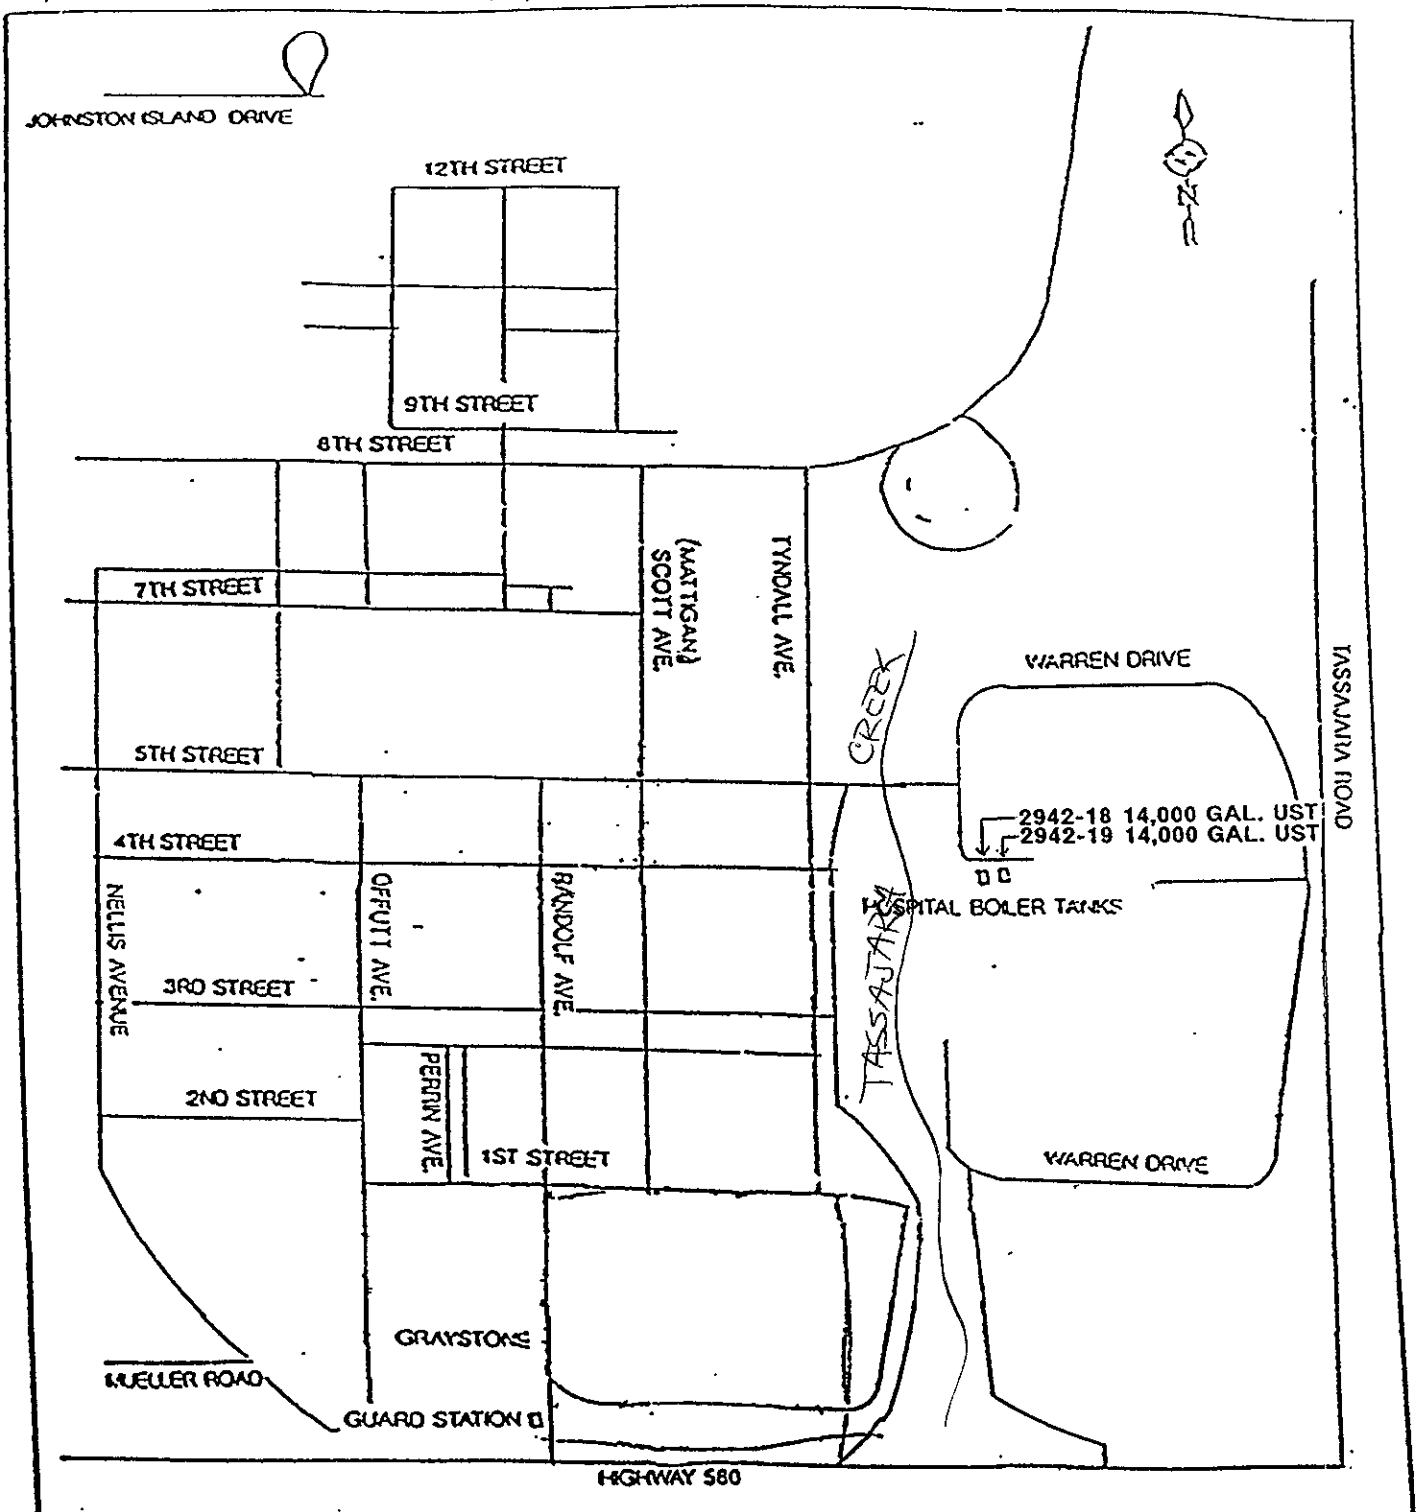 JOHNSTON ISLAND DRIVE
12TH STREET
N
9TH STREET
8TH STREET
7TH STREET
(MATTIGAN)
SCOTT AVE.
TYNDALL AVE.
CREEK
WARREN DRIVE
TASSAJARA ROAD
5TH STREET
2942-18 14,000 GAL. UST
2942-19 14,000 GAL. UST
4TH STREET
HOSPITAL BOILER TANKS
NELLIS AVENUE
OFFUTT AVE.
RANDOLF AVE.
TASSAJARA
3RD STREET
PERRIN AVE.
2ND STREET
1ST STREET
WARREN DRIVE
GRAYSTONE
MUELLER ROAD
GUARD STATION
HIGHWAY 580